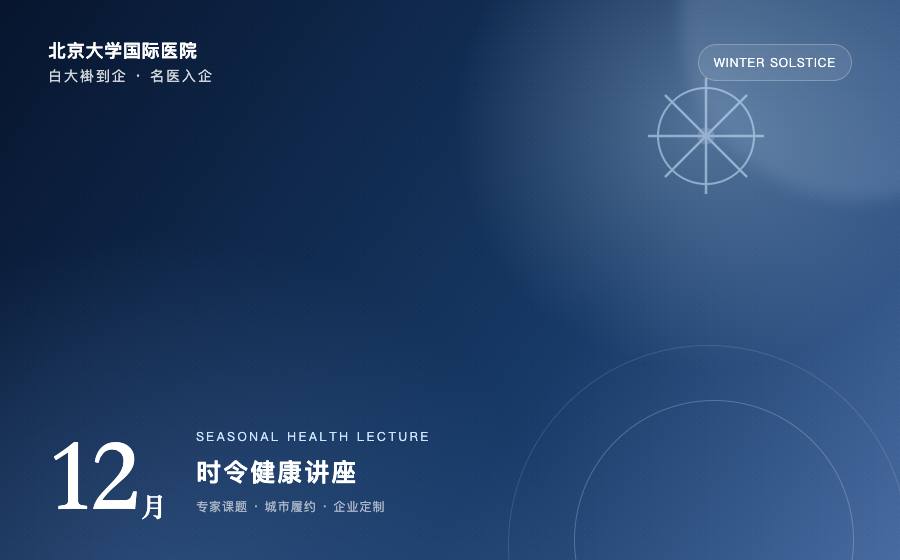 北京大学国际医院
白大褂到企 · 名医入企
WINTER SOLSTICE
12月
SEASONAL HEALTH LECTURE
时令健康讲座
专家课题 · 城市履约 · 企业定制